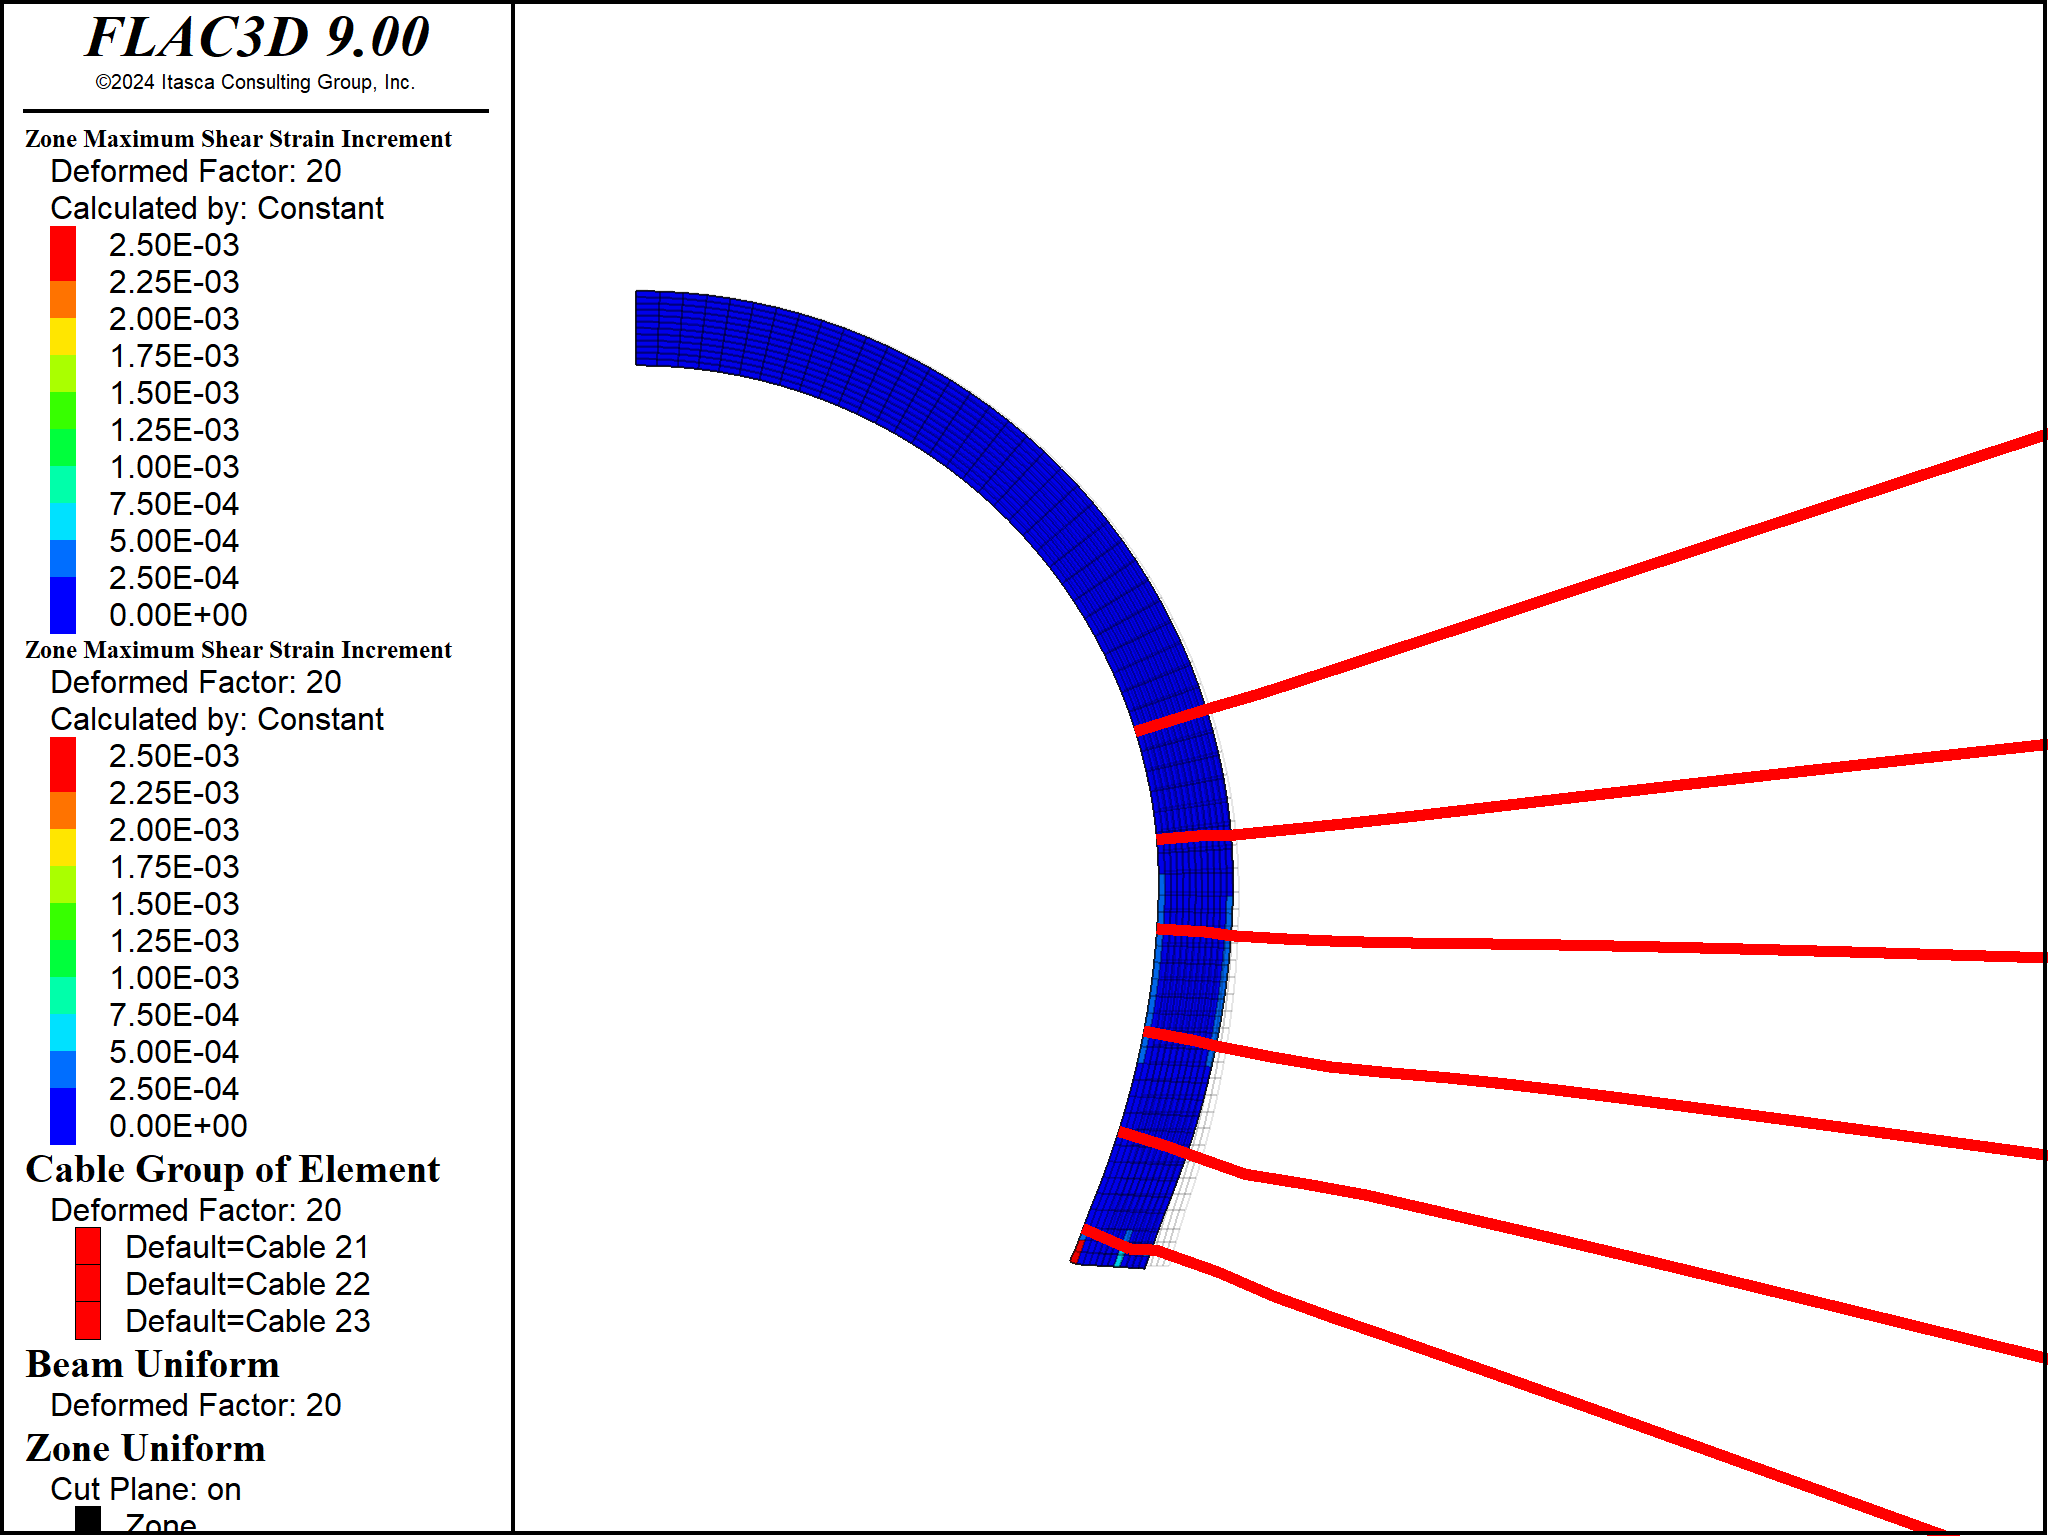 FLAC3D 9.00
©2024 Itasca Consulting Group, Inc.
Zone Maximum Shear Strain Increment
Deformed Factor: 20
Calculated by: Constant
2.50E-03
2.25E-03
2.00E-03
1.75E-03
1.50E-03
1.25E-03
1.00E-03
7.50E-04
5.00E-04
2.50E-04
0.00E+00
Zone Maximum Shear Strain Increment
Deformed Factor: 20
Calculated by: Constant
2.50E-03
2.25E-03
2.00E-03
1.75E-03
1.50E-03
1.25E-03
1.00E-03
7.50E-04
5.00E-04
2.50E-04
0.00E+00
Cable Group of Element
Deformed Factor: 20
Default=Cable 21
Default=Cable 22
Default=Cable 23
Beam Uniform
Deformed Factor: 20
Zone Uniform
Cut Plane: on
Zone